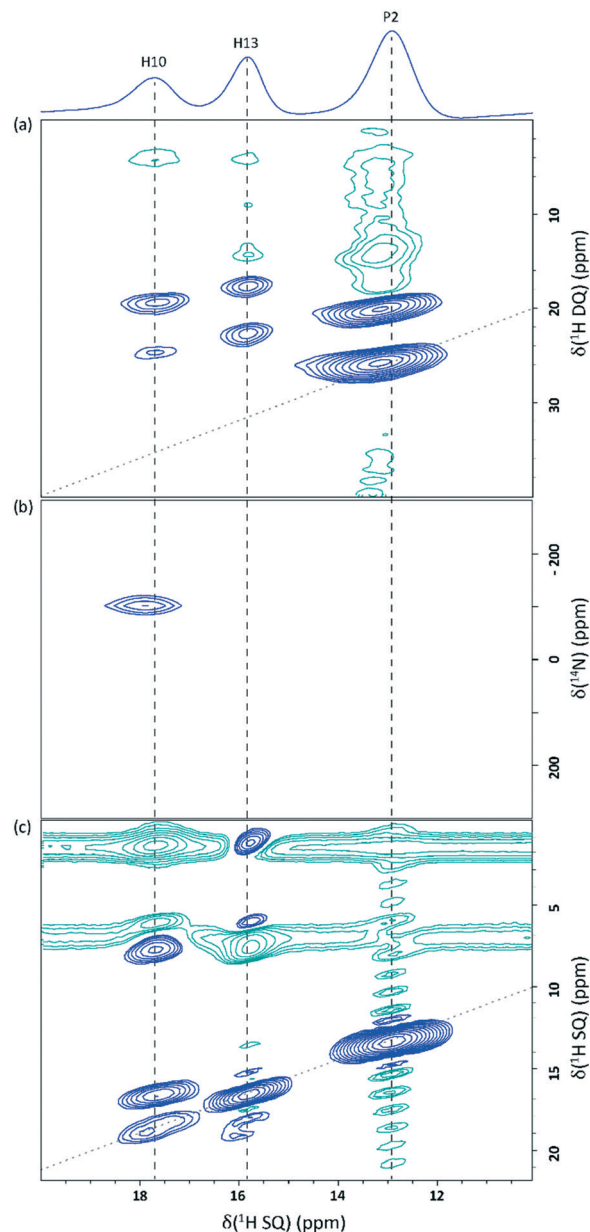 H10
H13
P2
(a)
10
20
30
δ(¹H DQ) (ppm)
(b)
- 200
0
200
δ(¹⁴N) (ppm)
(c)
5
10
15
20
δ(¹H SQ) (ppm)
18
16
14
12
δ(¹H SQ) (ppm)